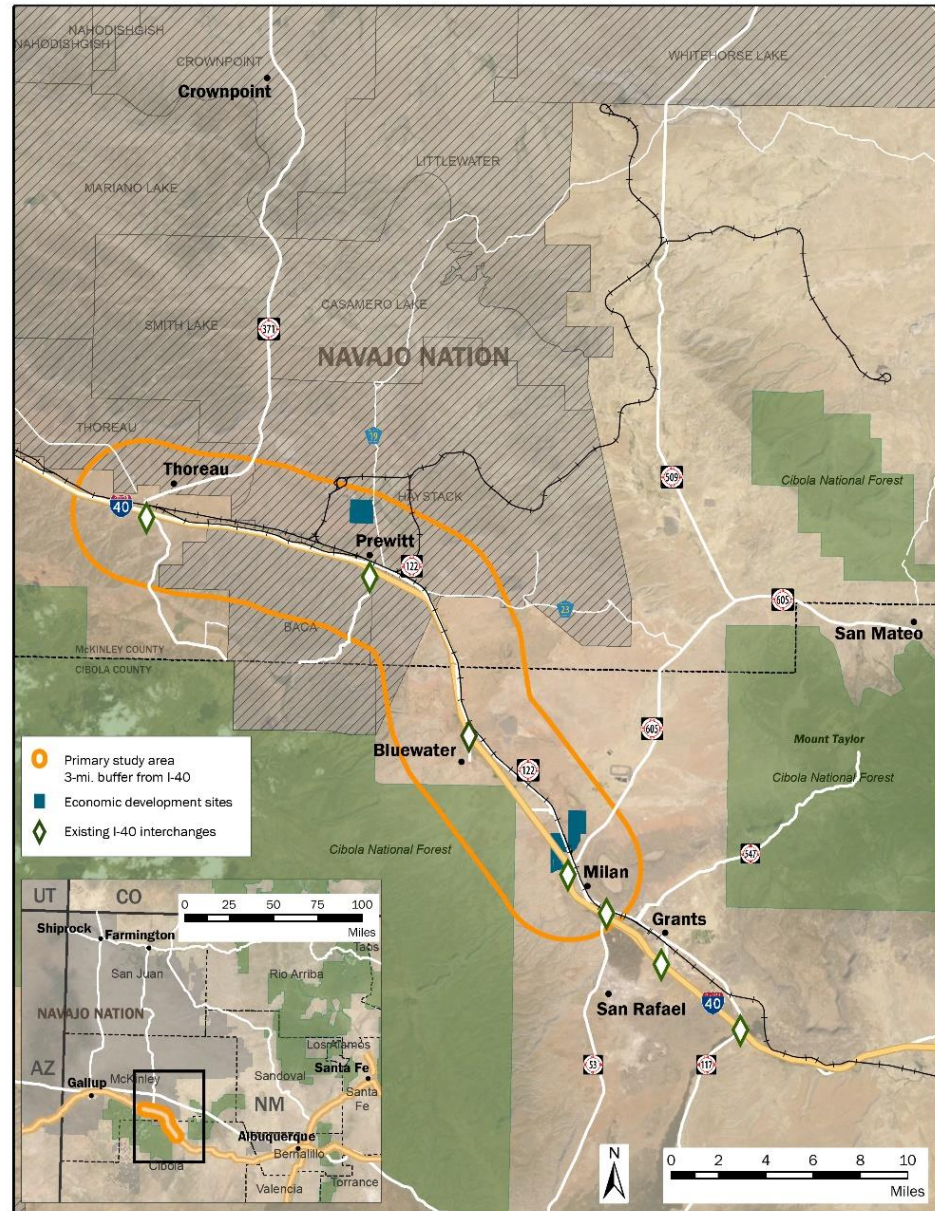 NAHODISHGISH
NAHODISHGISH
CROWNPOINT
WHITEHORSE LAKE
Crownpoint
LITTLEWATER
MARIANO LAKE
CASAMERO LAKE
SMITH LAKE
371
NAVAJO NATION
THOREAU
19
Thoreau
HAYSTACK
509
Cibola National Forest
40
Prewitt
122
23
605
BACA
San Mateo
McKINLEY COUNTY
CIBOLA COUNTY
605
Bluewater
122
Mount Taylor
Cibola National Forest
Primary study area
3-mi. buffer from I-40
Economic development sites
Existing I-40 interchanges
Cibola National Forest
547
Milan
Grants
San Rafael
40
53
117
UT
CO
0 25 50 75 100
Miles
Shiprock
Farmington
Taos
San Juan
Rio Arriba
NAVAJO NATION
Los Alamos
AZ
Gallup
McKinley
Sandoval
Santa Fe
Santa
Fe
NM
Albuquerque
Bernalillo
Cibola
Valencia
Torrance
N
0 2 4 6 8 10
Miles